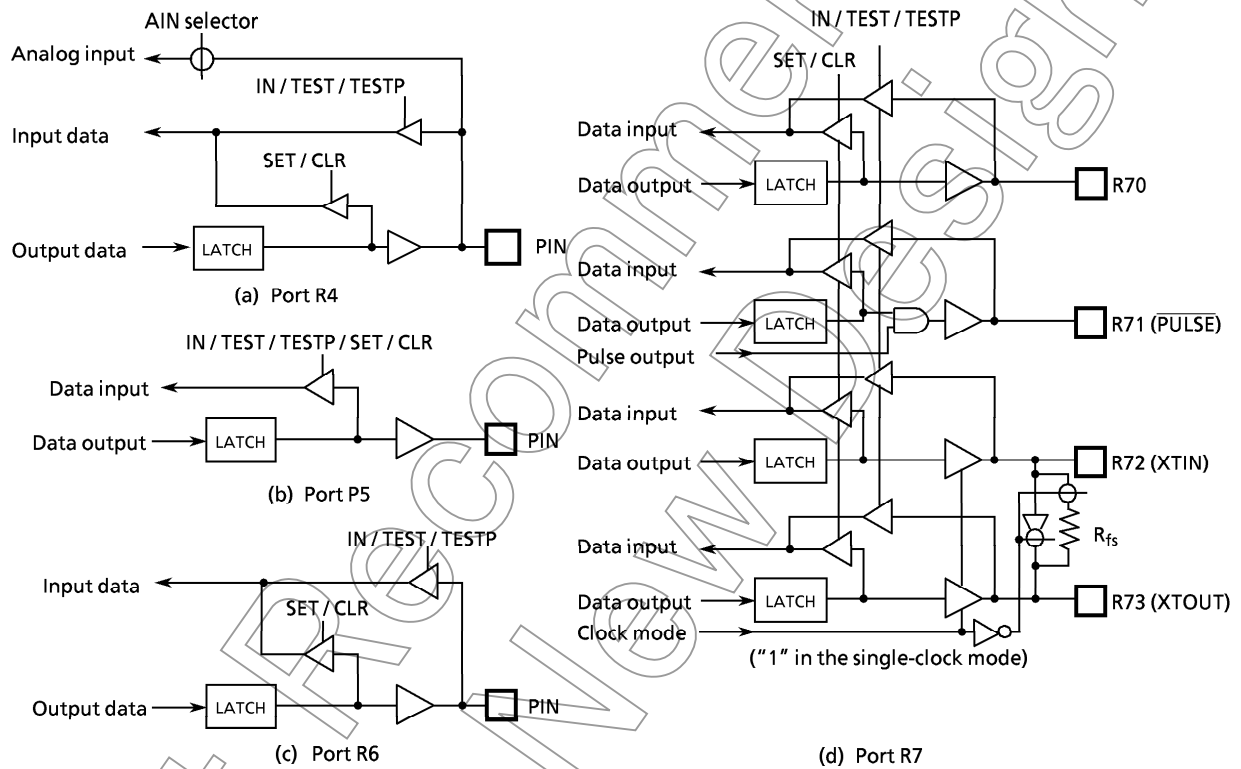 AIN selector
Analog input
IN / TEST / TESTP
Input data
SET / CLR
Output data
LATCH
PIN
(a) Port R4
IN / TEST / TESTP / SET / CLR
Data input
Data output
LATCH
PIN
(b) Port P5
IN / TEST / TESTP
Input data
SET / CLR
Output data
LATCH
PIN
(c) Port R6
IN / TEST / TESTP
SET / CLR
Data input
Data output
LATCH
R70
Data input
Data output
LATCH
R71 (PULSE)
Pulse output
Data input
Data output
LATCH
R72 (XTIN)
Rfs
Data input
Data output
LATCH
R73 (XTOUT)
Clock mode
("1" in the single-clock mode)
(d) Port R7
Recommen
New Design